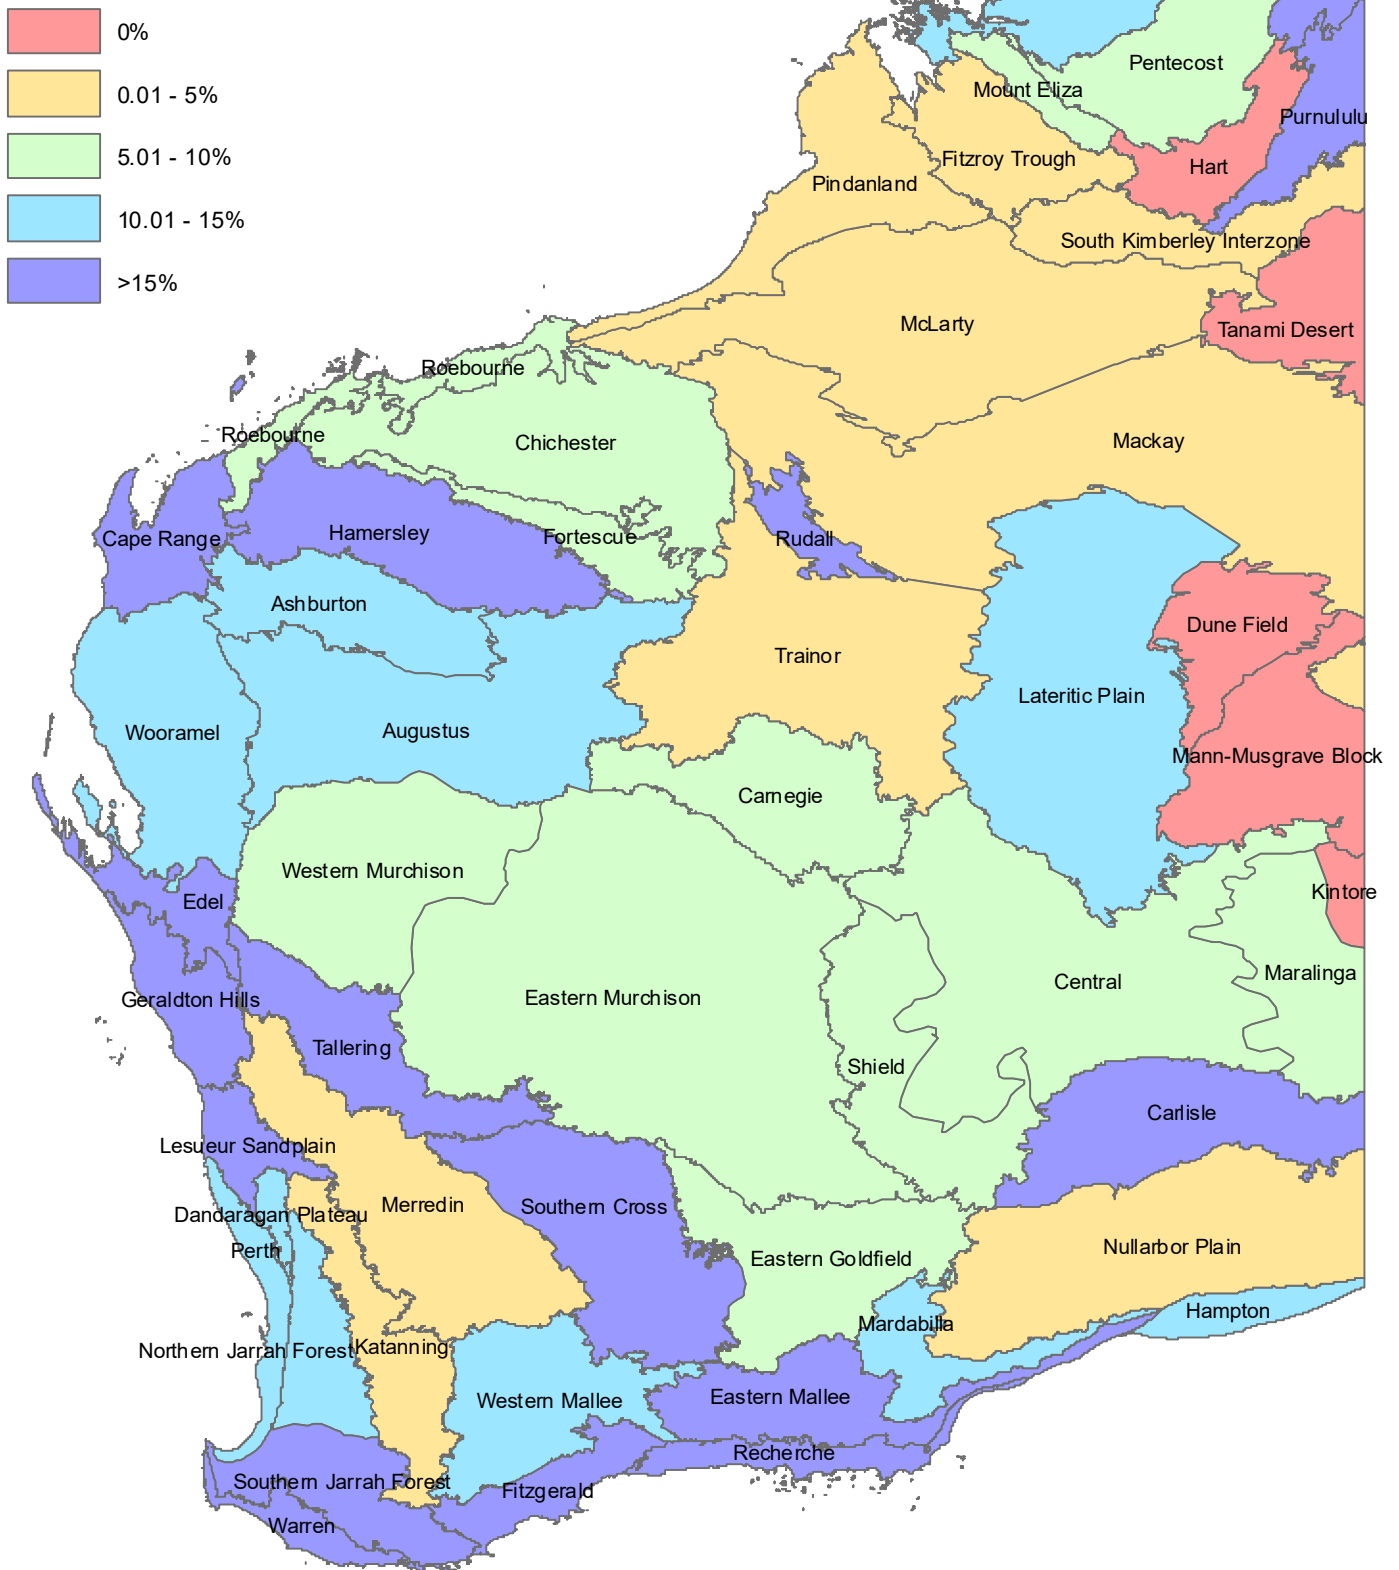 0%
0.01 - 5%
5.01 - 10%
10.01 - 15%
>15%
Pentecost
Mount Eliza
Purnululu
Fitzroy Trough
Hart
Pindanland
South Kimberley Interzone
McLarty
Tanami Desert
Roebourne
Roebourne
Chichester
Mackay
Cape Range
Hamersley
Fortescue
Rudall
Ashburton
Dune Field
Trainor
Lateritic Plain
Wooramel
Augustus
Mann-Musgrave Block
Carnegie
Western Murchison
Kintore
Edel
Maralinga
Central
Geraldton Hills
Eastern Murchison
Tallering
Shield
Carlisle
Lesueur Sandplain
Merredin
Southern Cross
Dandaragan Plateau
Perth
Nullarbor Plain
Eastern Goldfield
Hampton
Mardabilla
Northern Jarrah Forest
Katanning
Western Mallee
Eastern Mallee
Recherche
Southern Jarrah Forest
Fitzgerald
Warren